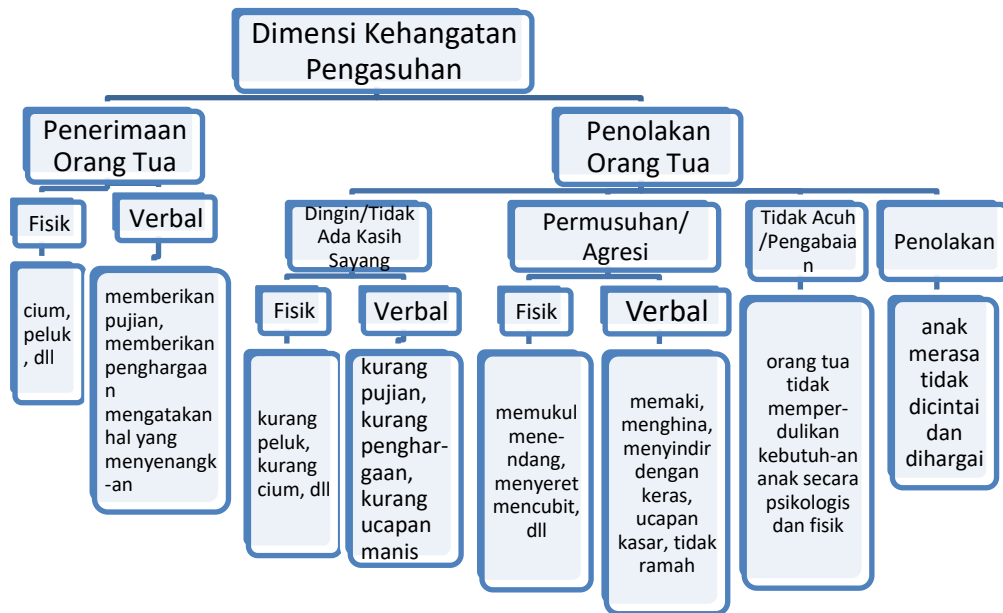 Dimensi Kehangatan
Pengasuhan
Penerimaan
Orang Tua
Penolakan
Orang Tua
Fisik
Verbal
Dingin/Tidak
Ada Kasih
Sayang
Permusuhan/
Agresi
Tidak Acuh
/Pengabaia
n
Penolakan
cium,
peluk
, dll
memberikan
pujian,
memberikan
penghargaa
n
mengatakan
hal yang
menyenangk
-an
Fisik
Verbal
Fisik
Verbal
kurang
peluk,
kurang
cium, dll
kurang
pujian,
kurang
penghar-
gaan,
kurang
ucapan
manis
memukul
mene-
ndang,
menyeret
mencubit,
dll
memaki,
menghina,
menyindir
dengan
keras,
ucapan
kasar, tidak
ramah
orang tua
tidak
memper-
dulikan
kebutuh-an
anak secara
psikologis
dan fisik
anak
merasa
tidak
dicintai
dan
dihargai